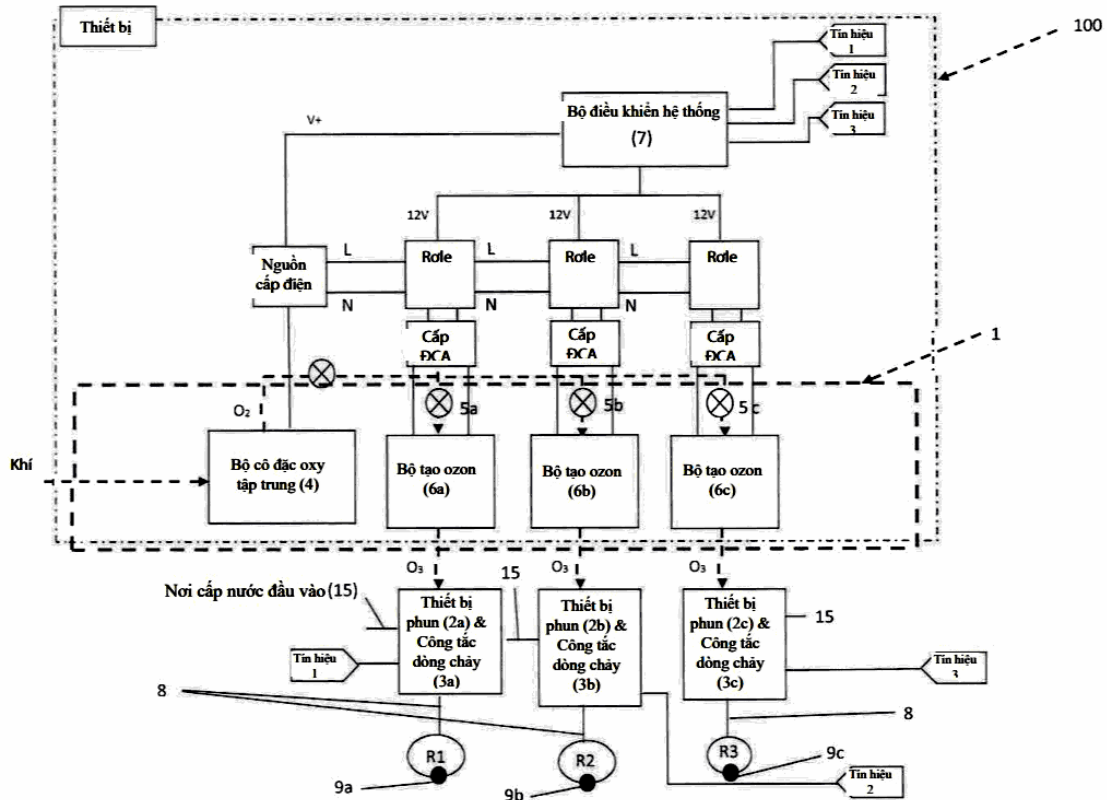 Thiết bị
Tín hiệu
1
100
Tín hiệu
2
Bộ điều khiển hệ thống
(7)
Tín hiệu
3
V+
12V
12V
12V
Nguồn
cấp điện
L
N
Rơle
L
N
Rơle
L
N
Rơle
Cấp
ĐCA
Cấp
ĐCA
Cấp
ĐCA
1
O₂
5a
5b
5c
Khí
Bộ cô đặc oxy
tập trung (4)
Bộ tạo ozon
(6a)
Bộ tạo ozon
(6b)
Bộ tạo ozon
(6c)
O₃
O₃
O₃
Nơi cấp nước đầu vào (15)
15
Thiết bị
phun (2a) &
Công tắc
dòng chảy
(3a)
Thiết bị
phun (2b) &
Công tắc
dòng chảy
(3b)
Thiết bị
phun (2c) &
Công tắc
dòng chảy
(3c)
15
Tín hiệu
1
Tín hiệu
3
8
8
R1
R2
R3
9a
9b
9c
Tín hiệu
2